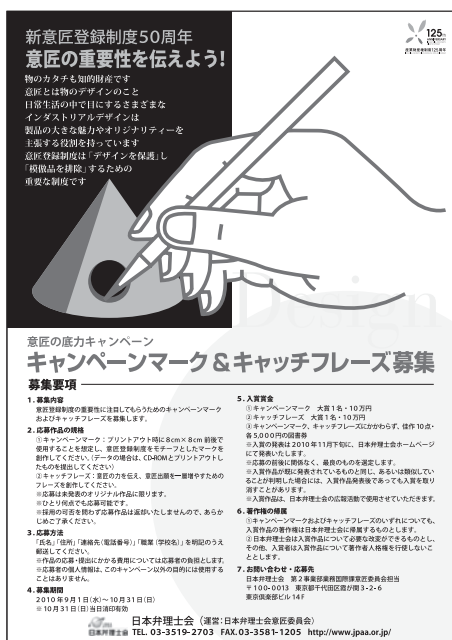 新意匠登録制度50周年
意匠の重要性を伝えよう!
物のカタチも知的財産です
意匠とは物のデザインのこと
日常生活の中で目にするさまざまな
インダストリアルデザインは
製品の大きな魅力やオリジナリティーを
主張する役割を持っています
意匠登録制度は「デザインを保護」し
「模倣品を排除」するための
重要な制度です
125th
ANNIVERSARY
産業財産権制度125周年
Design
意匠の底力キャンペーン
キャンペーンマーク&キャッチフレーズ募集
募集要項
1. 募集内容
意匠登録制度の重要性に注目してもらうためのキャンペーンマーク
およびキャッチフレーズを募集します。
2. 応募作品の規格
①キャンペーンマーク:プリントアウト時に8cm×8cm前後で
使用することを想定し、意匠登録制度をモチーフとしたマークを
創作してください。(データの場合は、CD-ROMとプリントアウトし
たものを提出してください)
②キャッチフレーズ:意匠の力を伝え、意匠出願を一層増やすための
フレーズを創作してください。
※応募は未発表のオリジナル作品に限ります。
※ひとり何点でも応募可能です。
※採用の可否を問わず応募作品は返却いたしませんので、あらか
じめご了承ください。
3. 応募方法
「氏名」「住所」「連絡先(電話番号)」、「職業(学校名)」を明記のうえ
郵送してください。
※作品の応募・提出にかかる費用については応募者の負担とします。
※応募者の個人情報は、このキャンペーン以外の目的には使用する
ことはありません。
4. 募集期間
2010年9月1日(水)~10月31日(日)
※10月31日(日)当日消印有効
5. 入賞賞金
①キャンペーンマーク 大賞1名・10万円
②キャッチフレーズ 大賞1名・10万円
③キャンペーンマーク、キャッチフレーズにかかわらず、佳作10点・
各5,000円の図書券
※入賞の発表は2010年11月下旬に、日本弁理士会ホームページ
にて発表いたします。
※応募の前後に関係なく、最良のものを選定します。
※入賞作品が既に発表されているものと同じ、あるいは類似してい
ることが判明した場合には、入賞作品発表後であっても入賞を取り
消すことがあります。
※入賞作品は、日本弁理士会の広報活動で使用させていただきます。
6. 著作権の帰属
①キャンペーンマークおよびキャッチフレーズのいずれについても、
入賞作品の著作権は日本弁理士会に帰属するものとします。
②日本弁理士会は入賞作品について必要な改変ができるものとし、
その他、入賞者は入賞作品について著作者人格権を行使しないこ
ととします。
7. お問い合わせ・応募先
日本弁理士会 第2事業部業務国際課意匠委員会担当
〒100-0013 東京都千代田区霞が関3-2-6
東京倶楽部ビル14F
日本弁理士会
日本弁理士会(運営:日本弁理士会意匠委員会)
TEL. 03-3519-2703 FAX. 03-3581-1205 http://www.jpaa.or.jp/